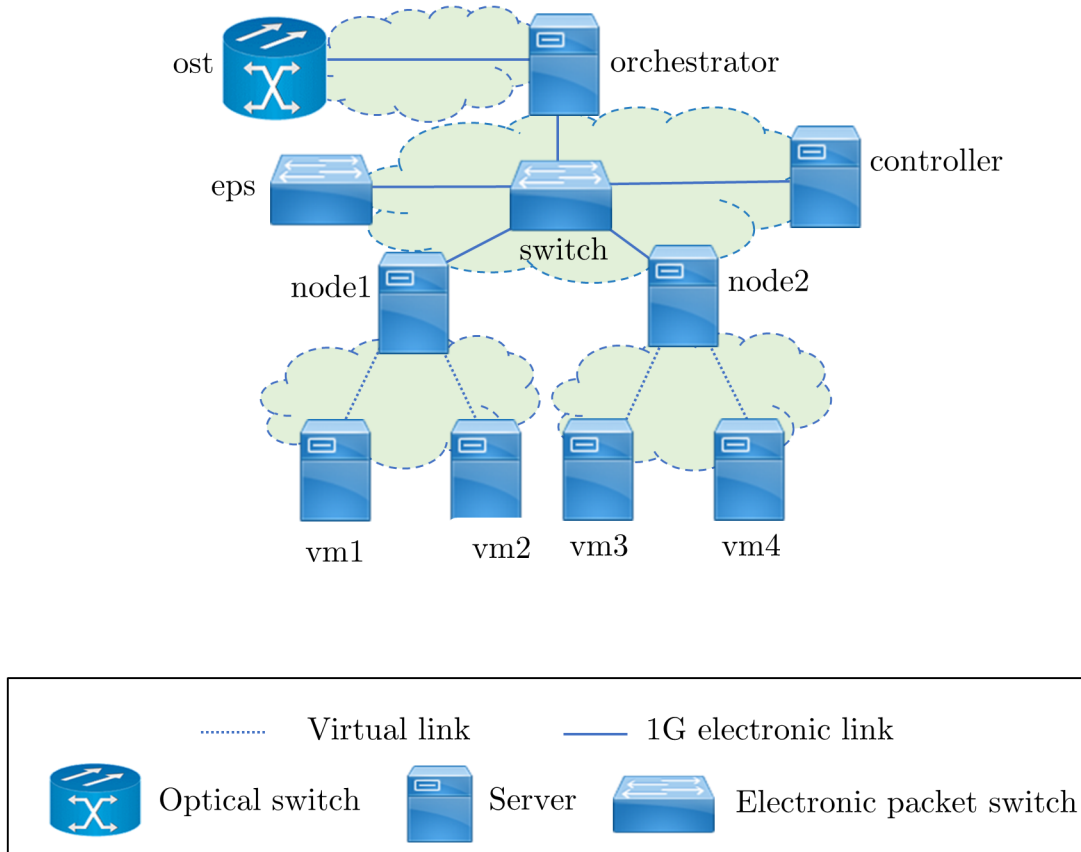 ost
orchestrator
controller
eps
switch
node1
node2
vm1
vm2
vm3
vm4
Virtual link
1G electronic link
Optical switch
Server
Electronic packet switch